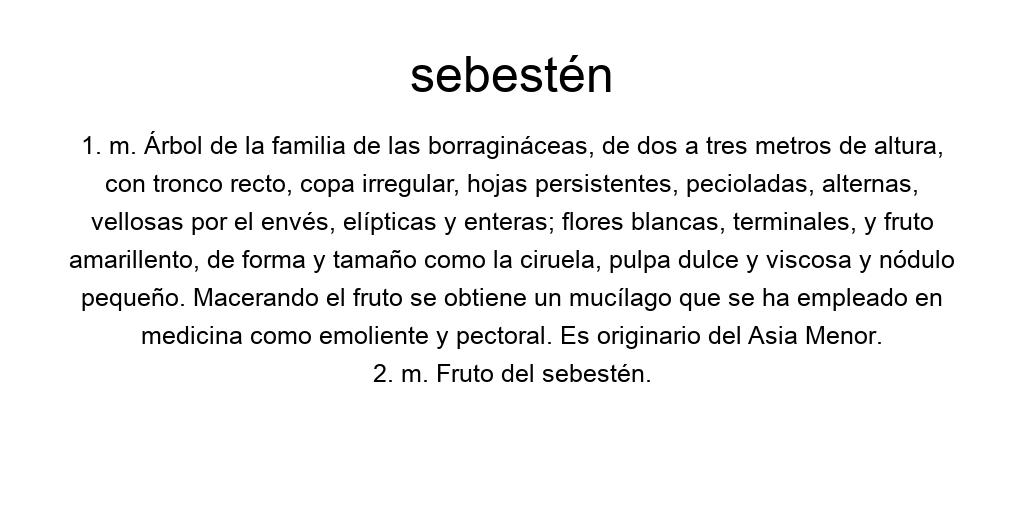 sebestén
1. m. Árbol de la familia de las borragináceas, de dos a tres metros de altura,
con tronco recto, copa irregular, hojas persistentes, pecioladas, alternas,
vellosas por el envés, elípticas y enteras; flores blancas, terminales, y fruto
amarillento, de forma y tamaño como la ciruela, pulpa dulce y viscosa y nódulo
pequeño. Macerando el fruto se obtiene un mucílago que se ha empleado en
medicina como emoliente y pectoral. Es originario del Asia Menor.
2. m. Fruto del sebestén.